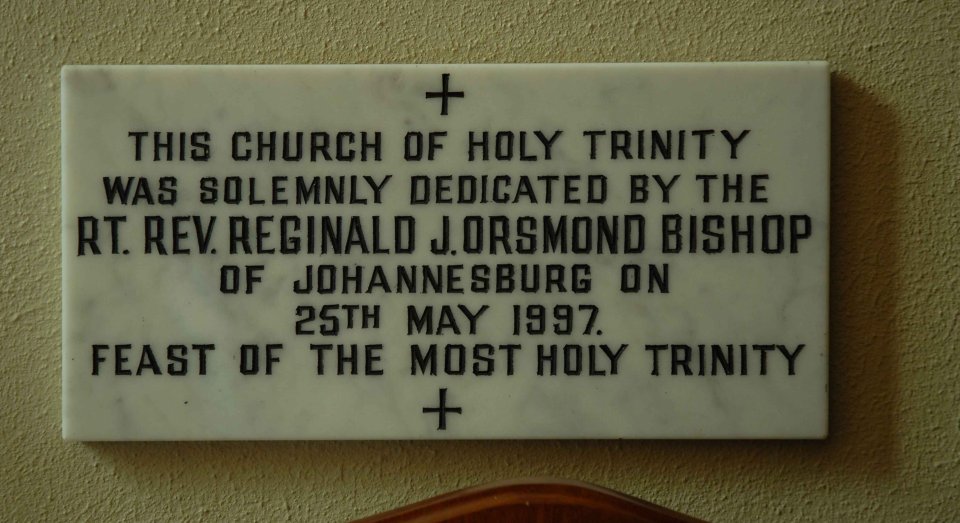 THIS CHURCH OF HOLY TRINITY
WAS SOLEMNLY DEDICATED BY THE
RT. REV. REGINALD J.ORSMOND BISHOP
OF JOHANNESBURG ON
25TH MAY 1997.
FEAST OF THE MOST HOLY TRINITY